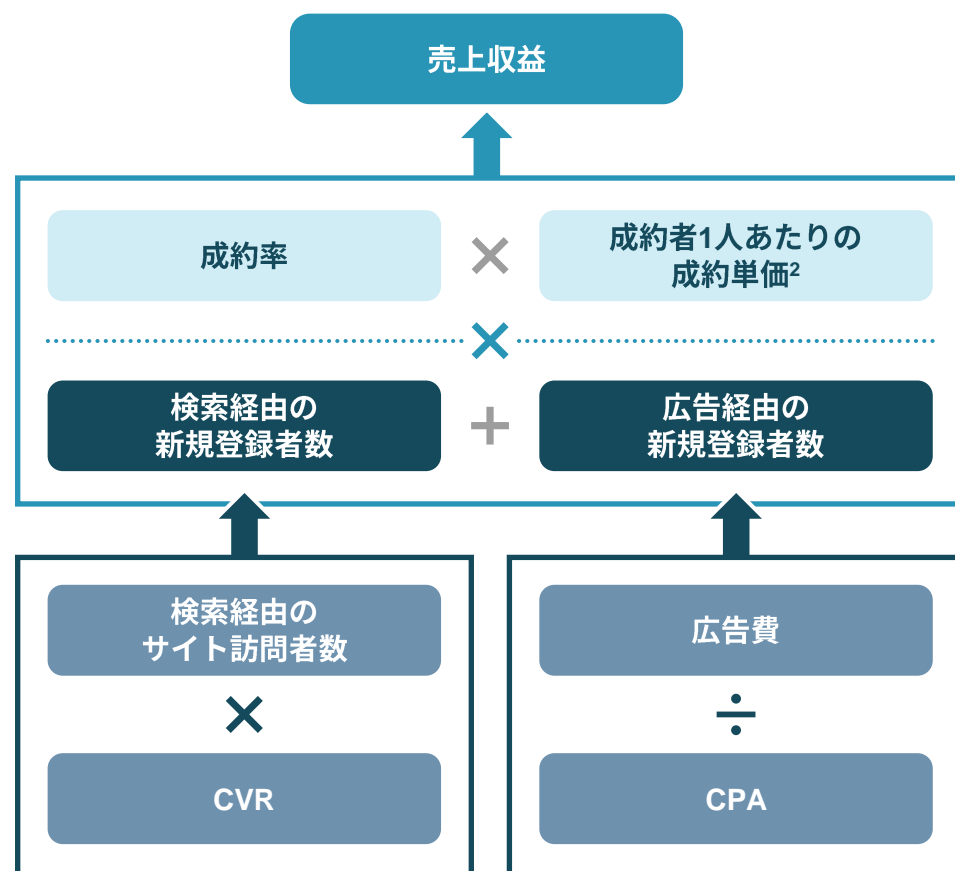 売上収益
成約率
×
成約者1人あたりの
成約単価²
×
検索経由の
新規登録者数
+
広告経由の
新規登録者数
検索経由の
サイト訪問者数
×
CVR
広告費
÷
CPA